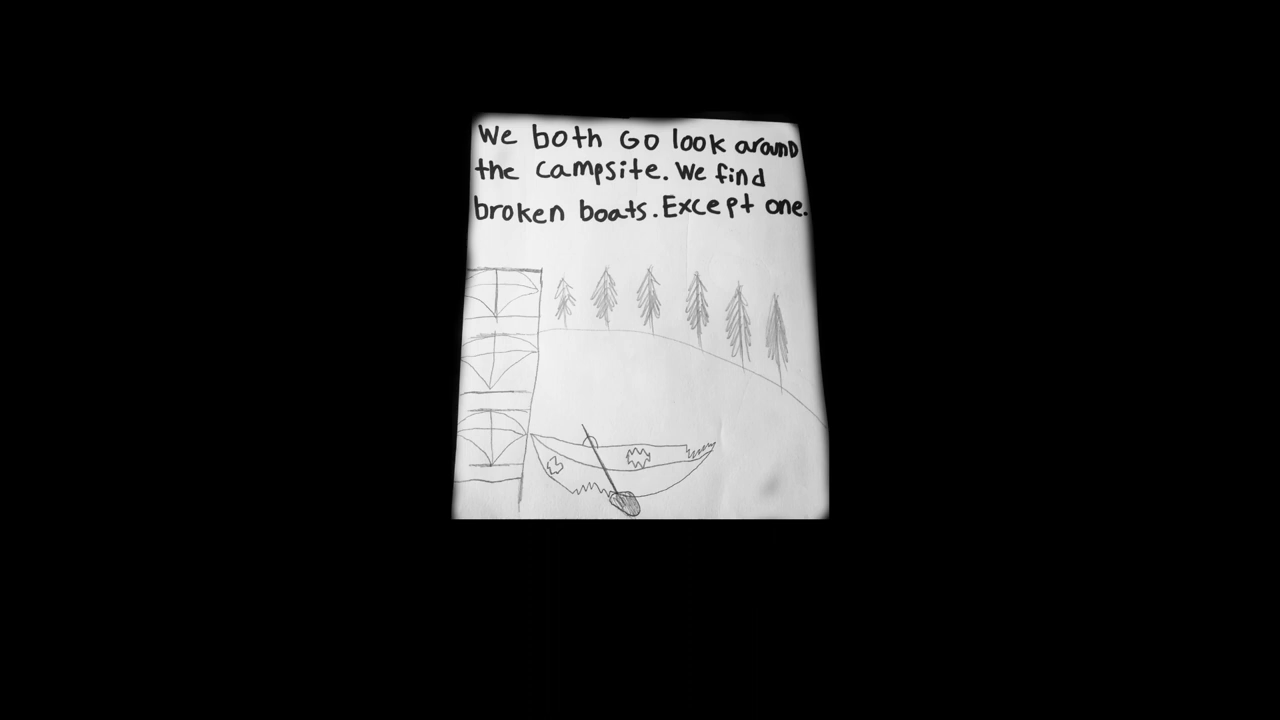 We both Go look around
the campsite. We find
broken boats. Except one.